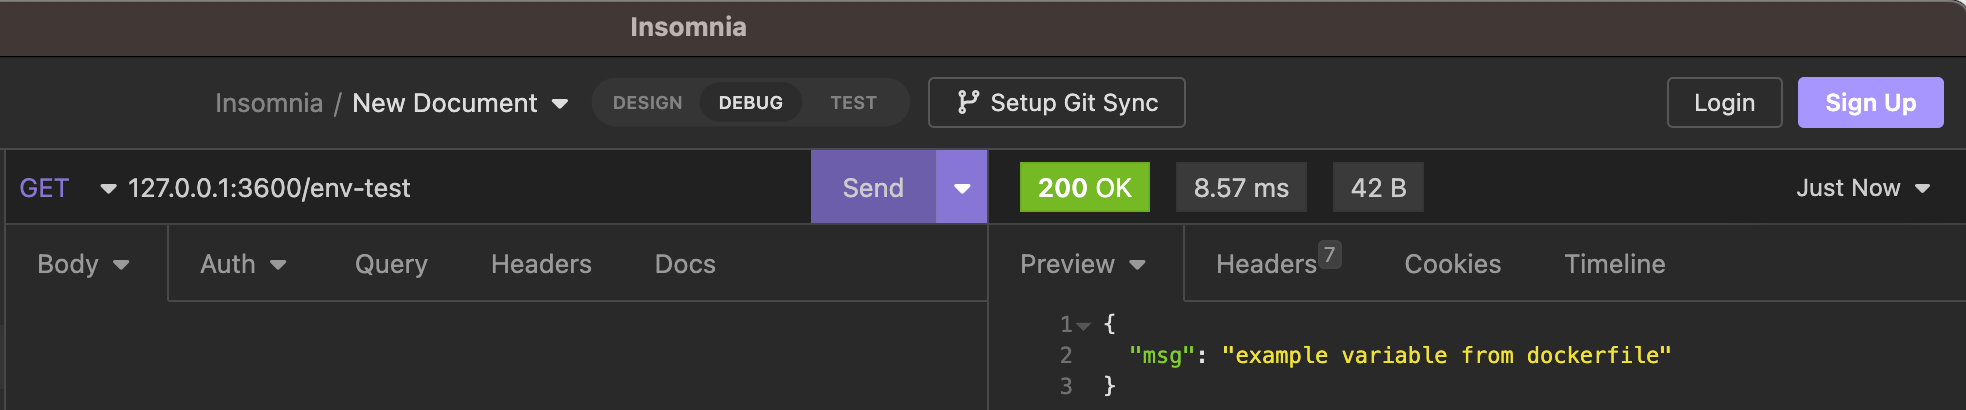 Insomnia
Insomnia / New Document
DESIGN DEBUG TEST
Setup Git Sync
Login
Sign Up
GET 127.0.0.1:3600/env-test
Send
200 OK 8.57 ms 42 B
Just Now
Body Auth Query Headers Docs
Preview Headers 7 Cookies Timeline
1 {
2 "msg": "example variable from dockerfile"
3 }